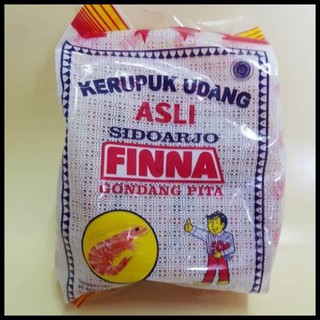 KERUPUK UDANG
ASLI
SIDOARJO
FINNA
GONDANG PITA